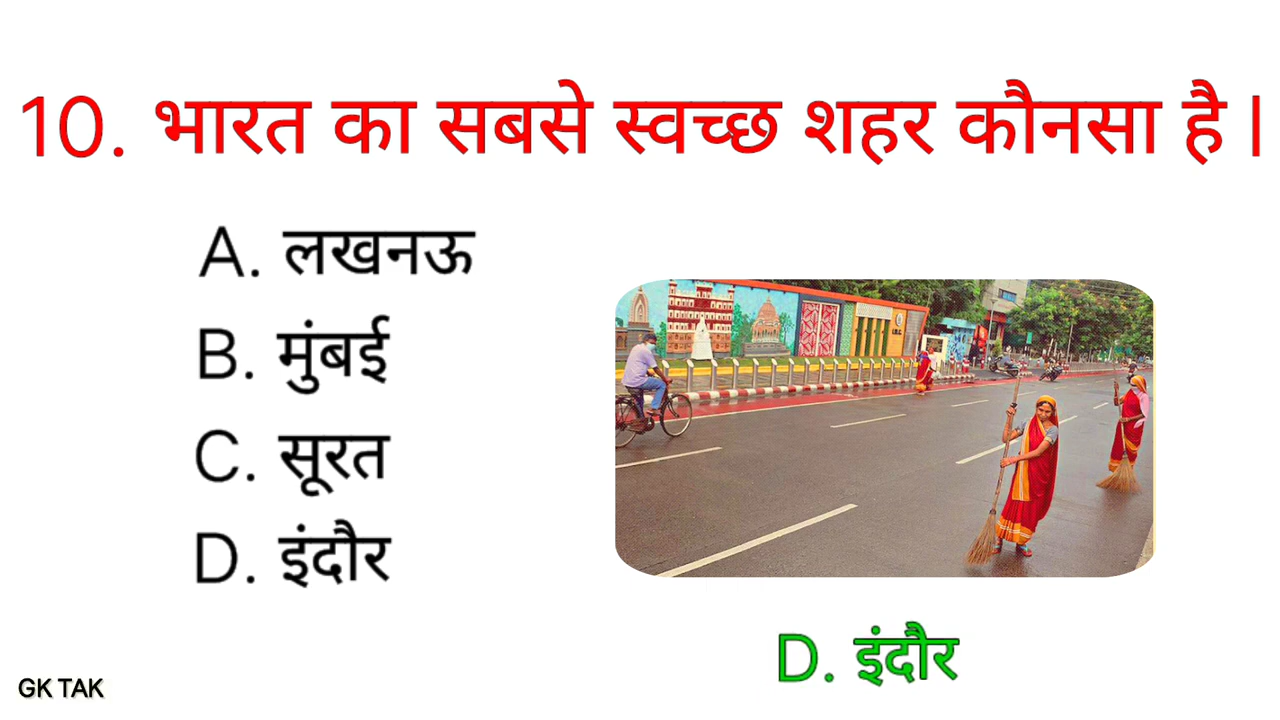 10. भारत का सबसे स्वच्छ शहर कौनसा है |
A. लखनऊ
B. मुंबई
C. सूरत
D. इंदौर
D. इंदौर
GK TAK